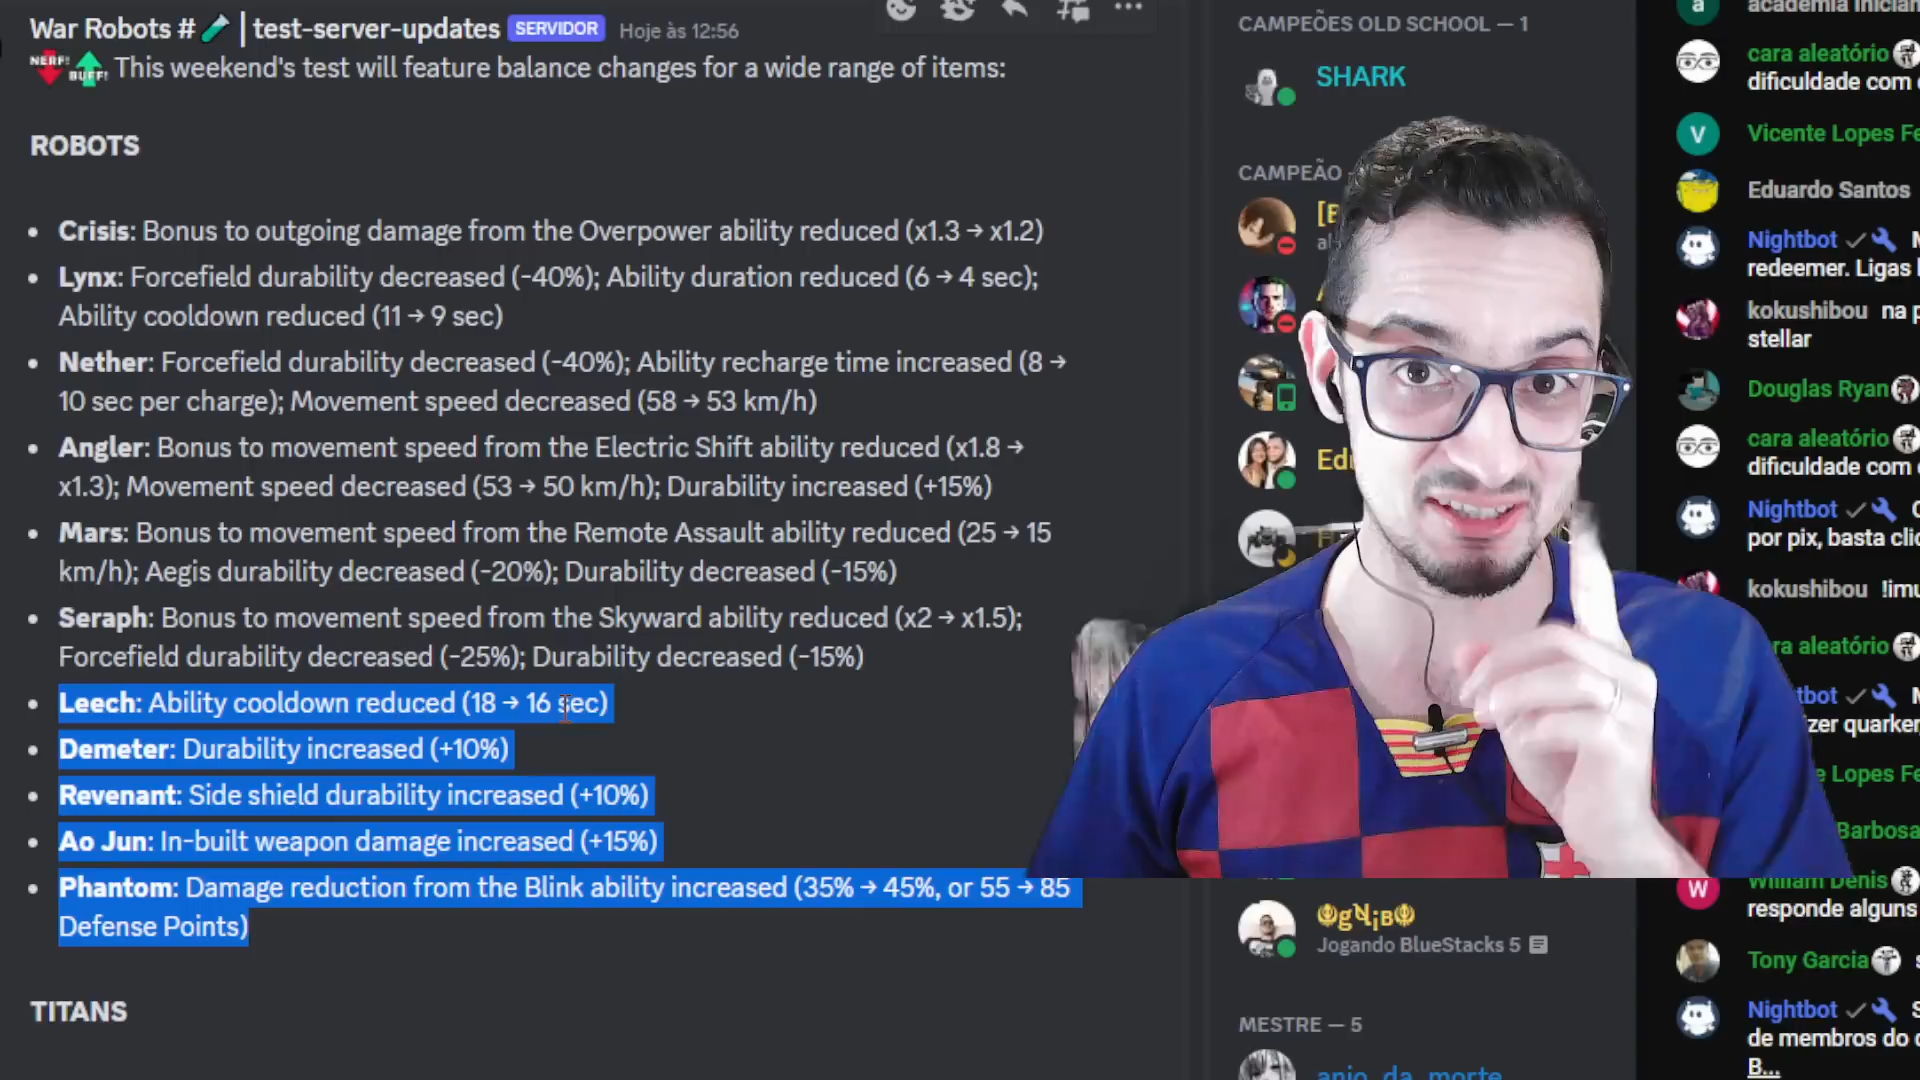 War Robots # | test-server-updates SERVIDOR Hoje às 12:56
NERF! BUFF! This weekend's test will feature balance changes for a wide range of items:
ROBOTS
• Crisis: Bonus to outgoing damage from the Overpower ability reduced (x1.3 → x1.2)
• Lynx: Forcefield durability decreased (-40%); Ability duration reduced (6 → 4 sec);
Ability cooldown reduced (11 → 9 sec)
• Nether: Forcefield durability decreased (-40%); Ability recharge time increased (8 →
10 sec per charge); Movement speed decreased (58 → 53 km/h)
• Angler: Bonus to movement speed from the Electric Shift ability reduced (x1.8 →
x1.3); Movement speed decreased (53 → 50 km/h); Durability increased (+15%)
• Mars: Bonus to movement speed from the Remote Assault ability reduced (25 → 15
km/h); Aegis durability decreased (-20%); Durability decreased (-15%)
• Seraph: Bonus to movement speed from the Skyward ability reduced (x2 → x1.5);
Forcefield durability decreased (-25%); Durability decreased (-15%)
• Leech: Ability cooldown reduced (18 → 16 sec)
• Demeter: Durability increased (+10%)
• Revenant: Side shield durability increased (+10%)
• Ao Jun: In-built weapon damage increased (+15%)
• Phantom: Damage reduction from the Blink ability increased (35% → 45%, or 55 → 85
Defense Points)
TITANS
CAMPEÕES OLD SCHOOL — 1
SHARK
CAMPEÃO
Jogando BlueStacks 5
MESTRE — 5
anjo_da_morte
a academia
cara aleatório
dificuldade com
V Vicente Lopes
Eduardo Santos
Nightbot
redeemer. Ligas
kokushibou na
stellar
Douglas Ryan
cara aleatório
dificuldade com
Nightbot
por pix, basta
kokushibou
aleatório
quarker
Lopes
Barbosa
W William Denis
responde alguns
Tony Garcia
Nightbot
de membros do
B...